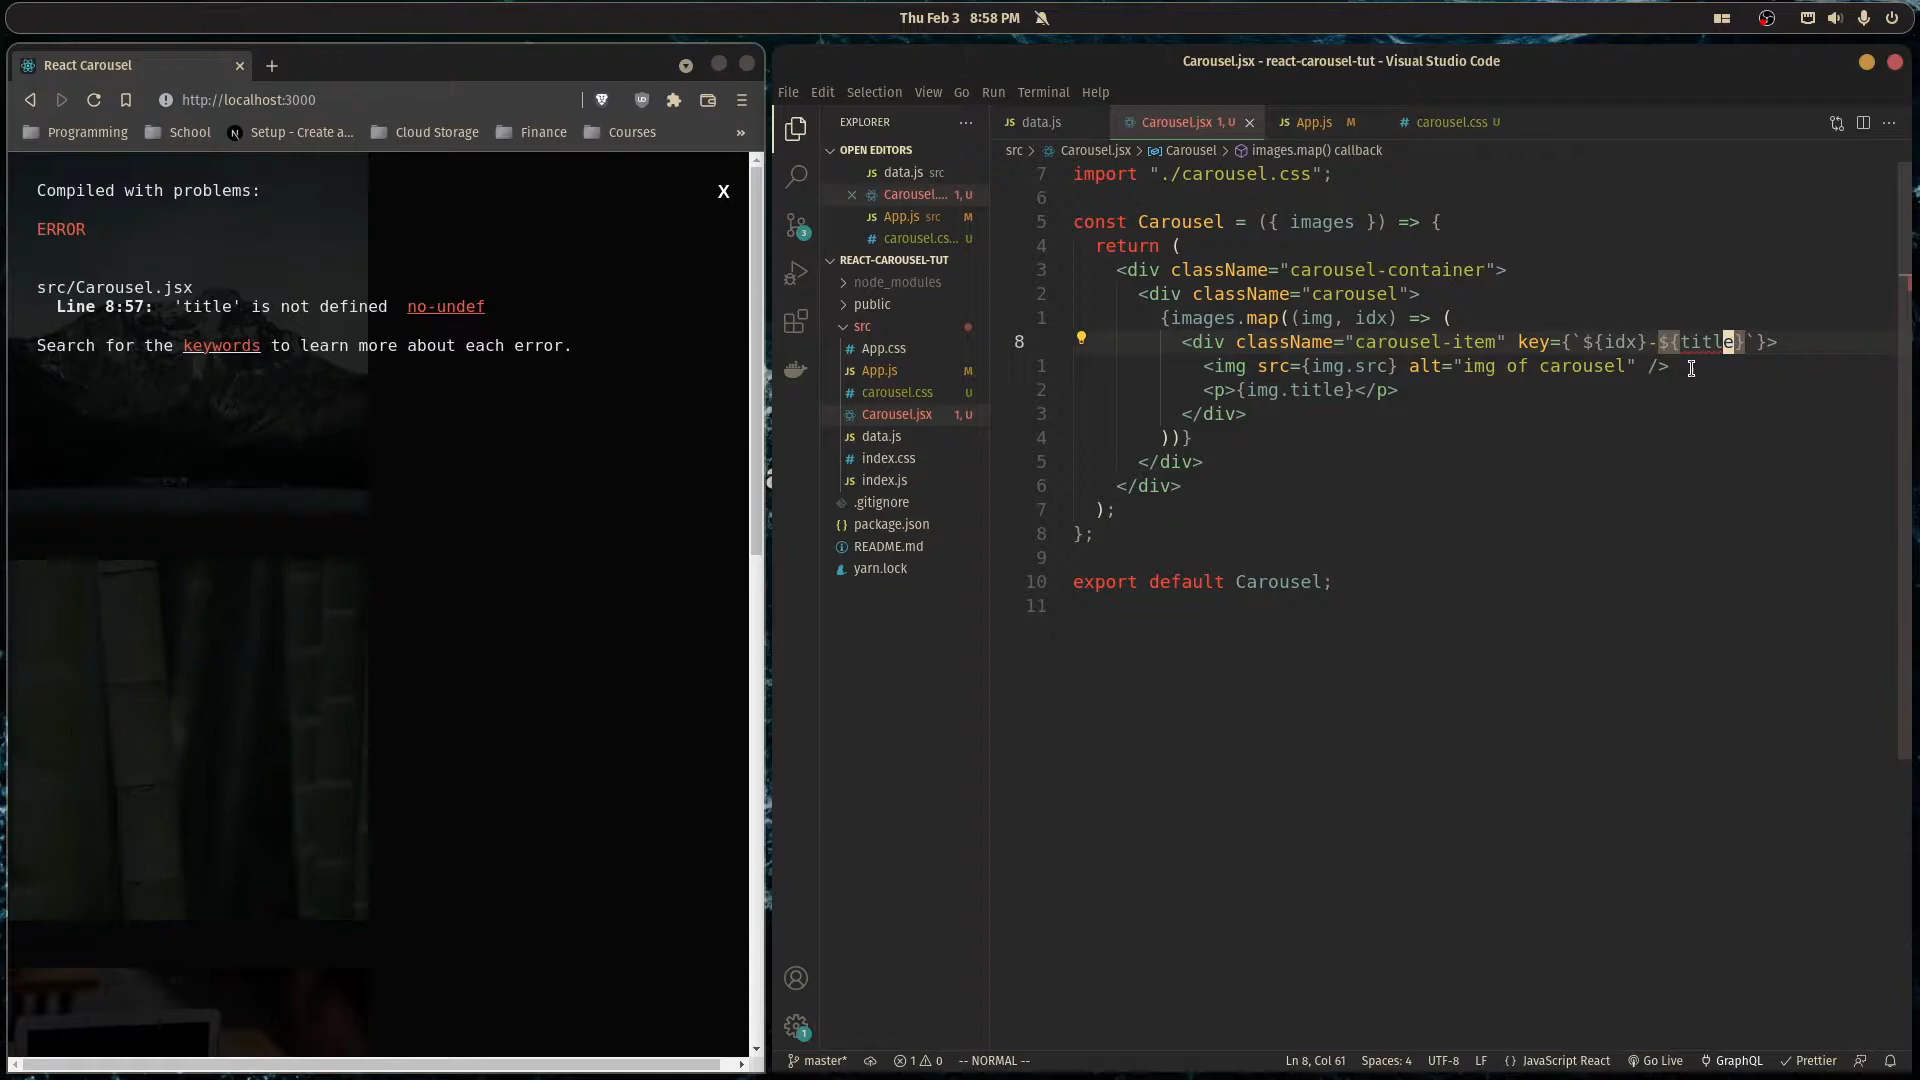 Thu Feb 3 8:58 PM
React Carousel
http://localhost:3000
Programming School Setup - Create a... Cloud Storage Finance Courses »
Compiled with problems: X
ERROR
src/Carousel.jsx
Line 8:57: 'title' is not defined no-undef
Search for the keywords to learn more about each error.
Carousel.jsx - react-carousel-tut - Visual Studio Code
File Edit Selection View Go Run Terminal Help
EXPLORER
OPEN EDITORS
JS data.js src
Carousel.... 1, U
JS App.js src M
# carousel.cs... U
REACT-CAROUSEL-TUT
node_modules
public
src
# App.css
JS App.js M
# carousel.css U
Carousel.jsx 1, U
JS data.js
# index.css
JS index.js
.gitignore
{} package.json
README.md
yarn.lock
3
1
JS data.js Carousel.jsx 1, U JS App.js M # carousel.css U
src > Carousel.jsx > Carousel > images.map() callback
7 import "./carousel.css";
6
5 const Carousel = ({ images }) => {
4 return (
3 <div className="carousel-container">
2 <div className="carousel">
1 {images.map((img, idx) => (
8 <div className="carousel-item" key={`${idx}-${title}`}>
1 <img src={img.src} alt="img of carousel" />
2 <p>{img.title}</p>
3 </div>
4 ))}
5 </div>
6 </div>
7 );
8 };
9
10 export default Carousel;
11
master* 1 0 -- NORMAL -- Ln 8, Col 61 Spaces: 4 UTF-8 LF {} JavaScript React Go Live GraphQL Prettier